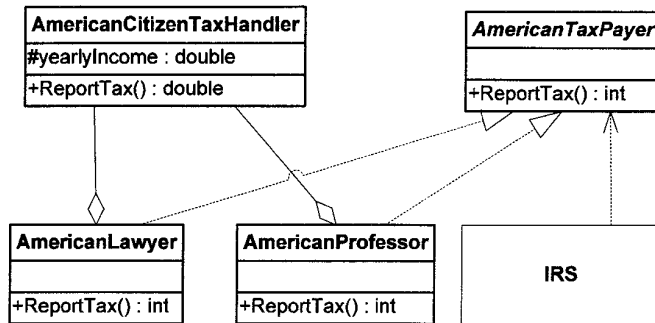 AmericanCitizenTaxHandler
#yearlyIncome : double
+ReportTax() : double
AmericanTaxPayer
+ReportTax() : int
AmericanLawyer
+ReportTax() : int
AmericanProfessor
+ReportTax() : int
IRS